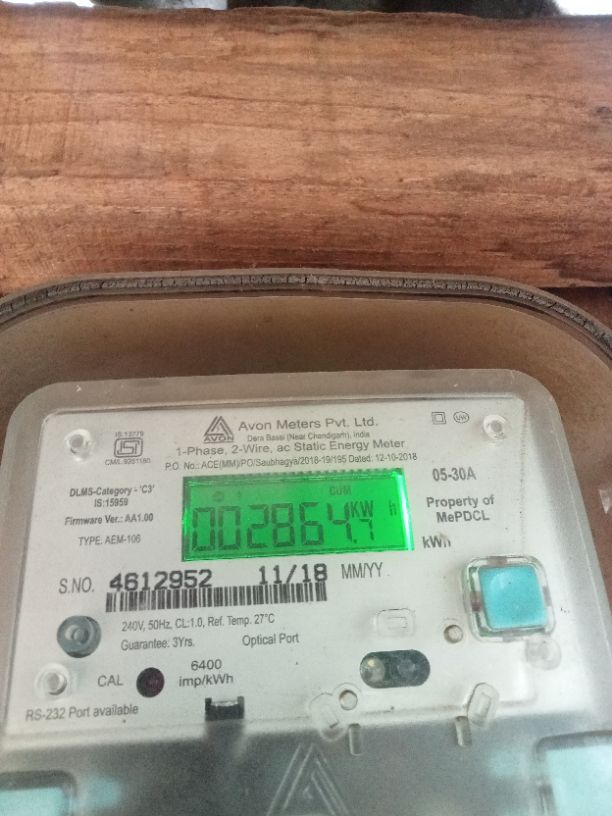 AVON
Avon Meters Pvt. Ltd.
Dera Bassi (Near Chandigarh), India
1-Phase, 2-Wire, ac Static Energy Meter
P.O. No.: ACE(MM)/PO/Saubhagya/2018-19/195 Dated: 12-10-2018
IS:13779
CM/L:9261180
DLMS-Category - 'C3'
IS:15959
Firmware Ver.: AA1.00
TYPE. AEM-106
CUM
002864.7 KW h
kWh
05-30A
Property of
MePDCL
S.NO. 4612952 11/18 MM/YY
240V, 50Hz, CL:1.0, Ref. Temp. 27°C
Guarantee: 3Yrs. Optical Port
CAL 6400
imp/kWh
RS-232 Port available